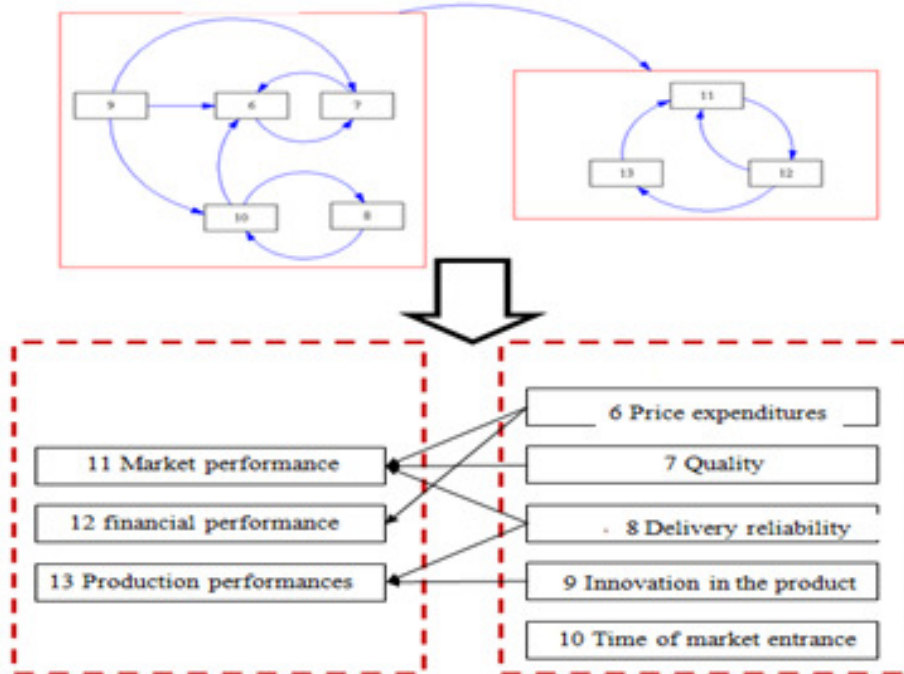 11
9
6
7
13
12
10
8
6 Price expenditures
11 Market performance
7 Quality
12 financial performance
8 Delivery reliability
13 Production performances
9 Innovation in the product
10 Time of market entrance